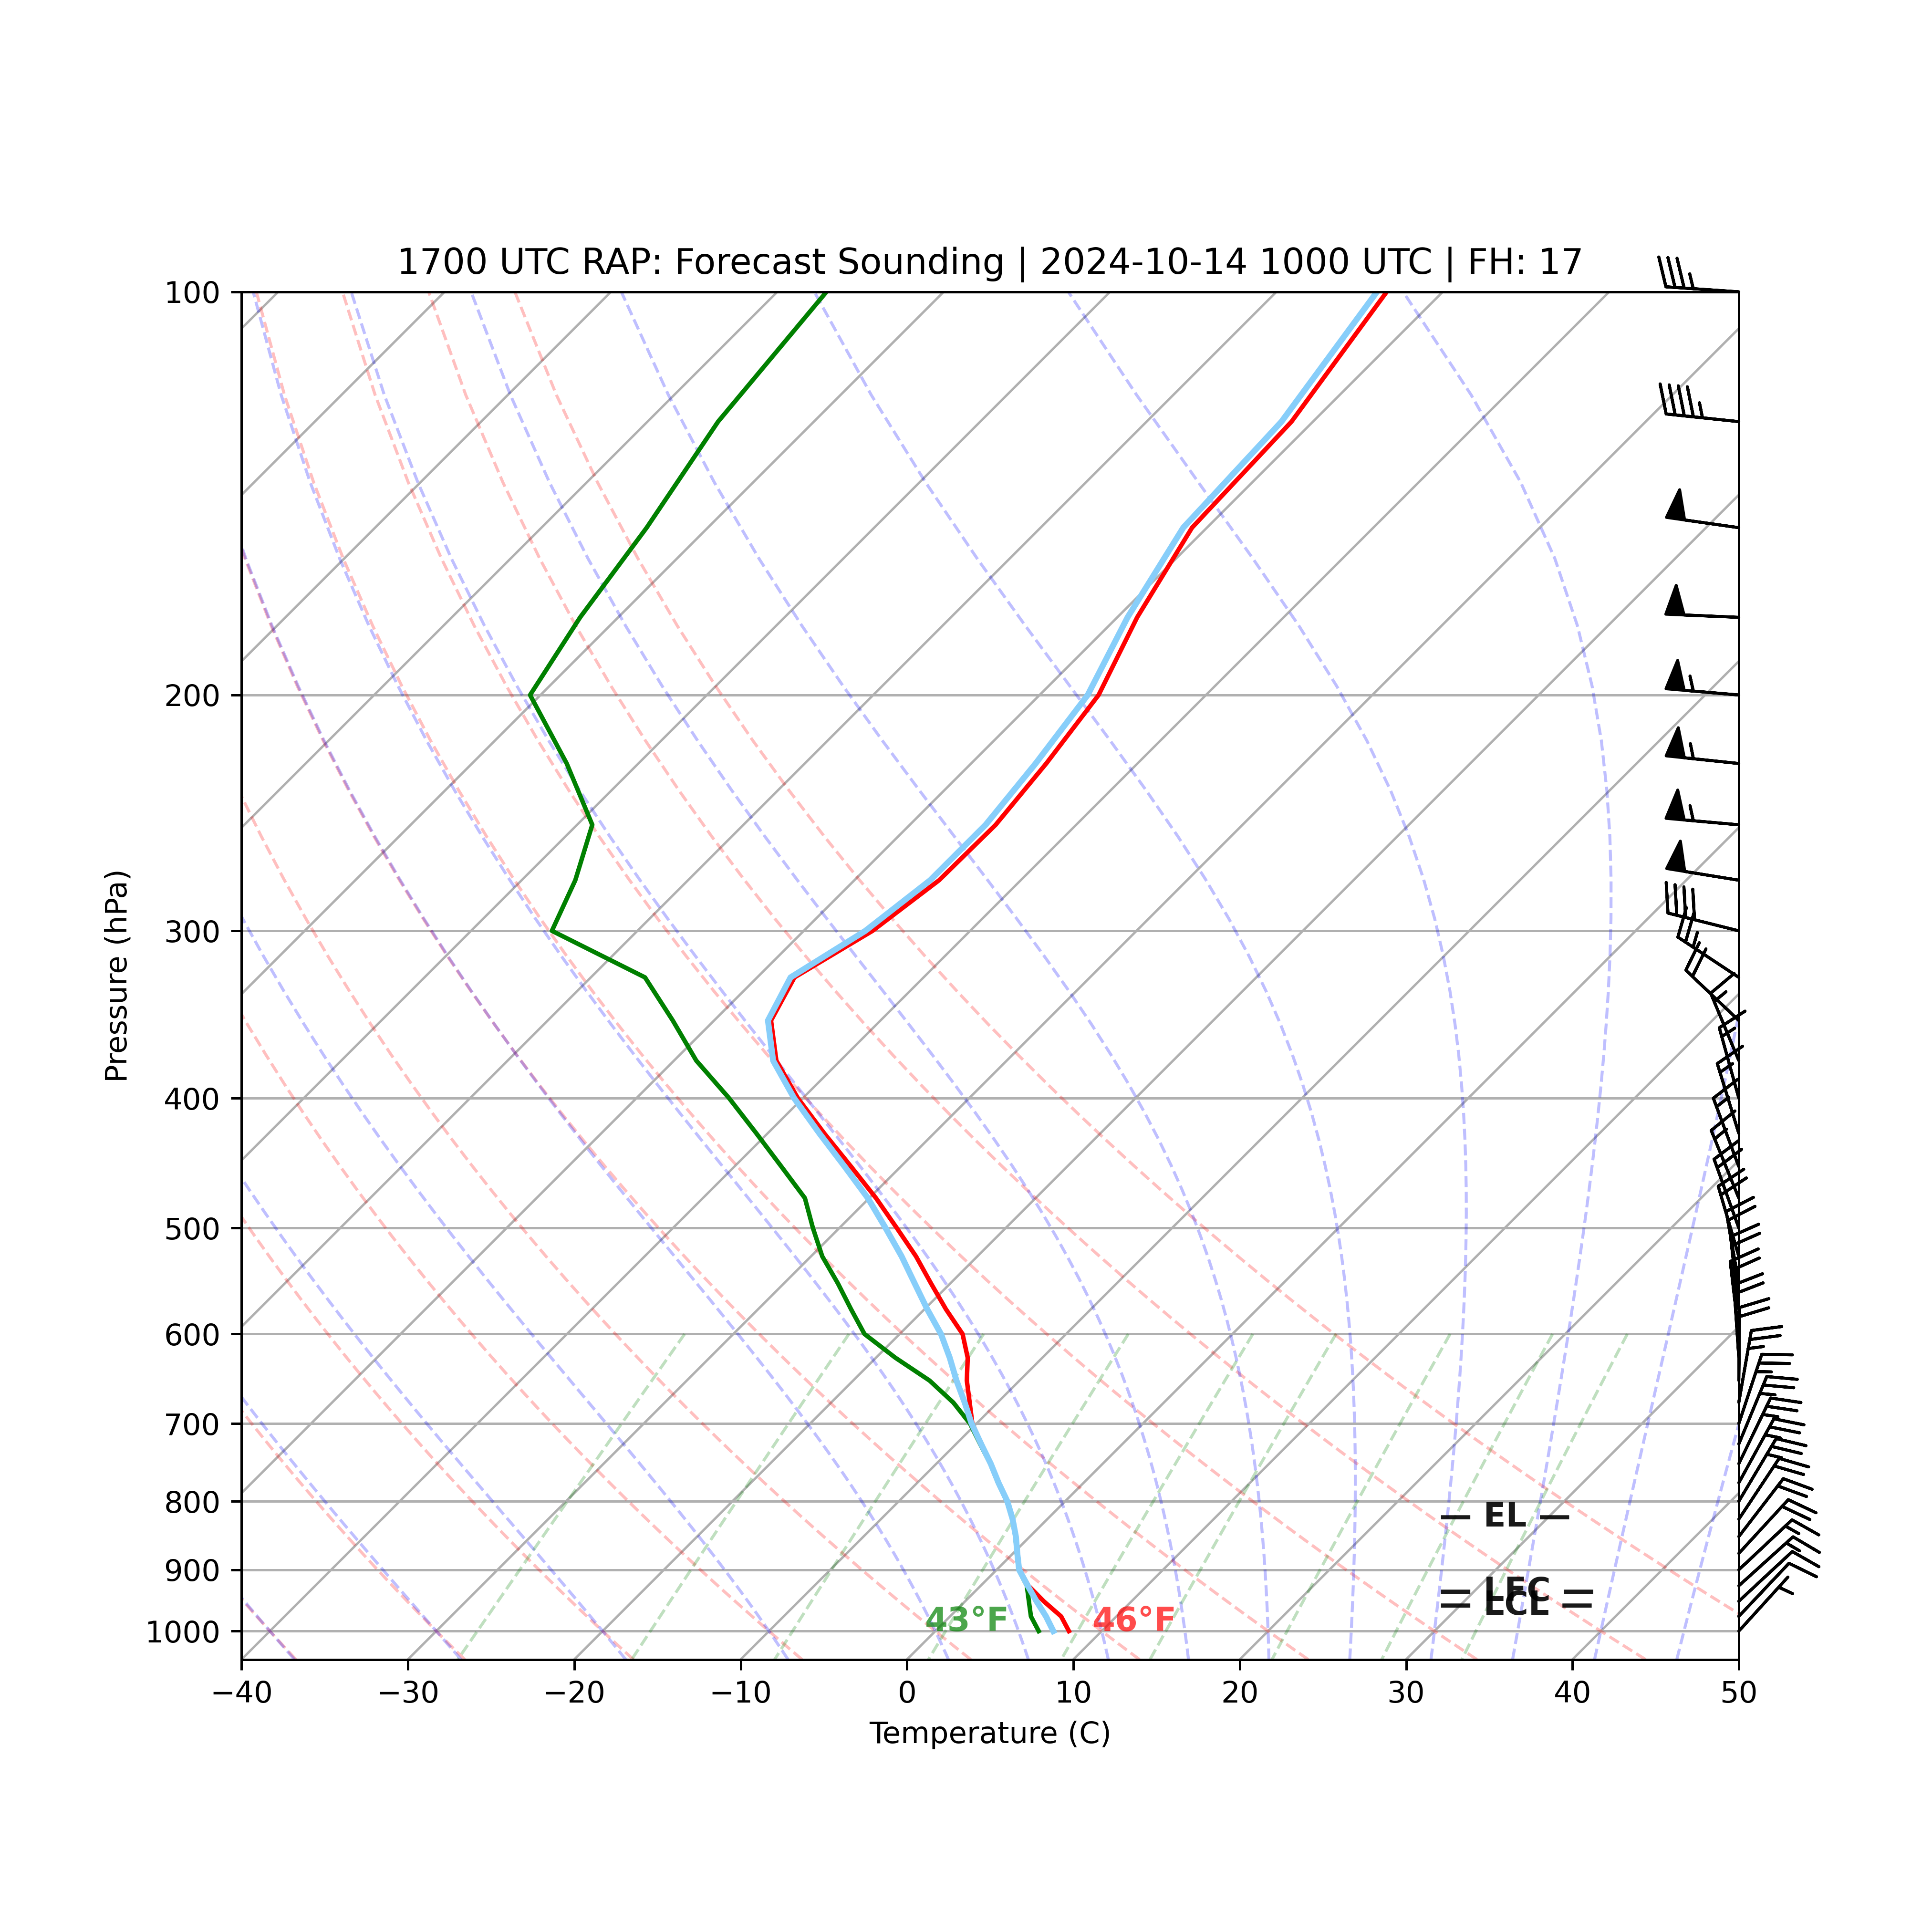 1700 UTC RAP: Forecast Sounding | 2024-10-14 1000 UTC | FH: 17
100
200
300
400
500
600
700
800
900
1000
Pressure (hPa)
— EL —
— LFC —
— LCL —
43°F
46°F
−40 −30 −20 −10 0 10 20 30 40 50
Temperature (C)